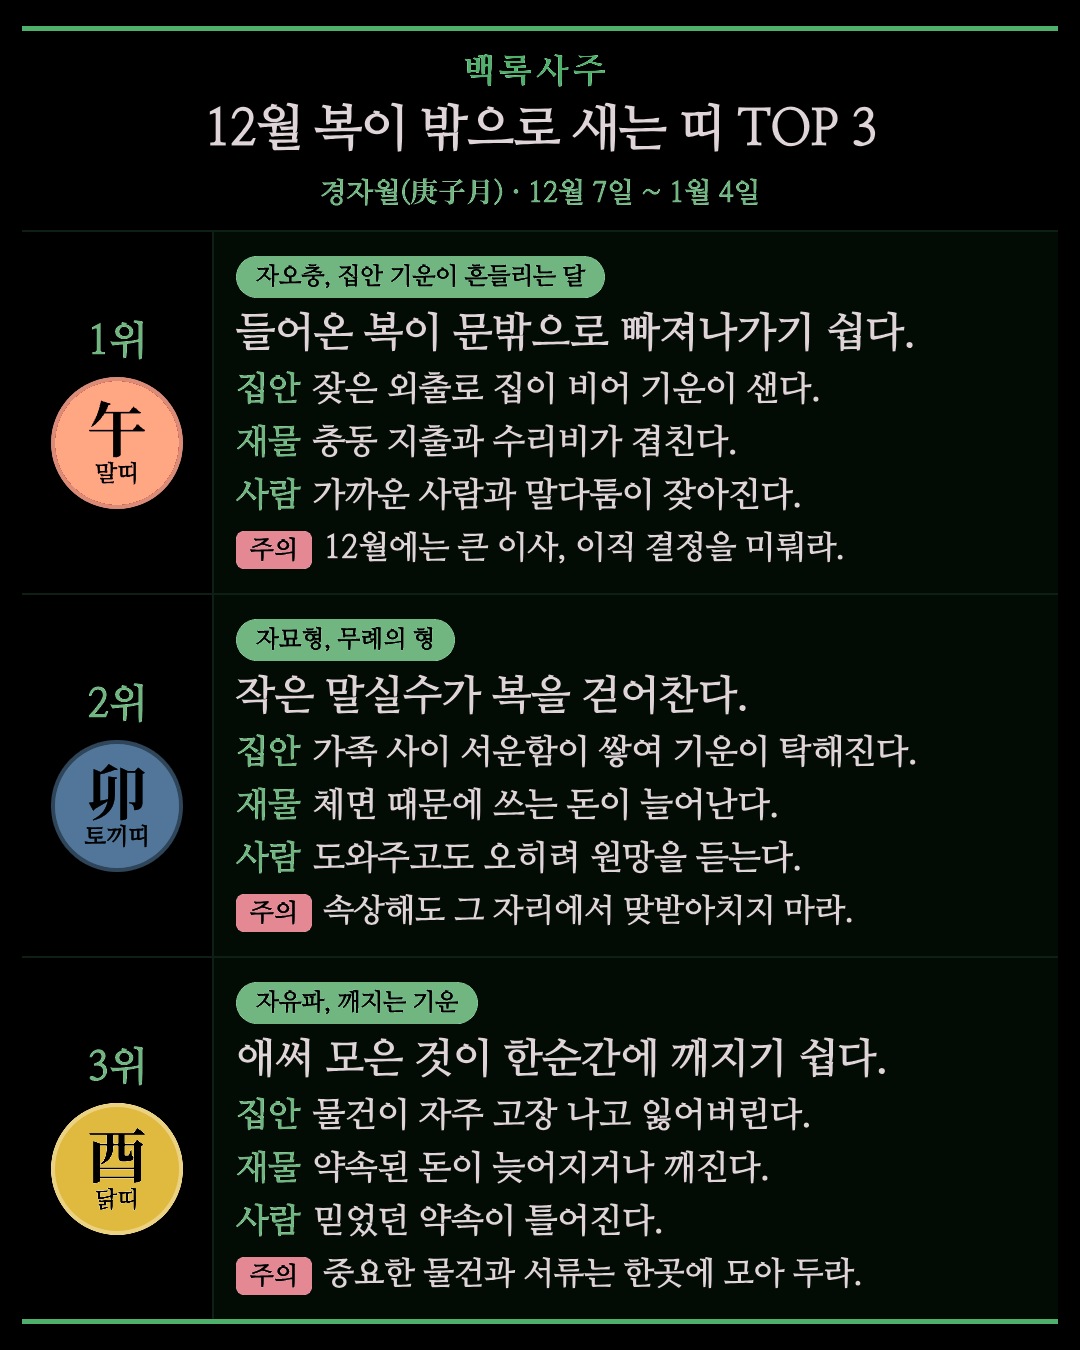 백록사주
12월 복이 밖으로 새는 띠 TOP 3
경자월(庚子月) · 12월 7일 ~ 1월 4일
1위
午
말띠
자오충, 집안 기운이 흔들리는 달
들어온 복이 문밖으로 빠져나가기 쉽다.
집안 잦은 외출로 집이 비어 기운이 샌다.
재물 충동 지출과 수리비가 겹친다.
사람 가까운 사람과 말다툼이 잦아진다.
주의 12월에는 큰 이사, 이직 결정을 미뤄라.
2위
卯
토끼띠
자묘형, 무례의 형
작은 말실수가 복을 걷어찬다.
집안 가족 사이 서운함이 쌓여 기운이 탁해진다.
재물 체면 때문에 쓰는 돈이 늘어난다.
사람 도와주고도 오히려 원망을 듣는다.
주의 속상해도 그 자리에서 맞받아치지 마라.
3위
酉
닭띠
자유파, 깨지는 기운
애써 모은 것이 한순간에 깨지기 쉽다.
집안 물건이 자주 고장 나고 잃어버린다.
재물 약속된 돈이 늦어지거나 깨진다.
사람 믿었던 약속이 틀어진다.
주의 중요한 물건과 서류는 한곳에 모아 두라.